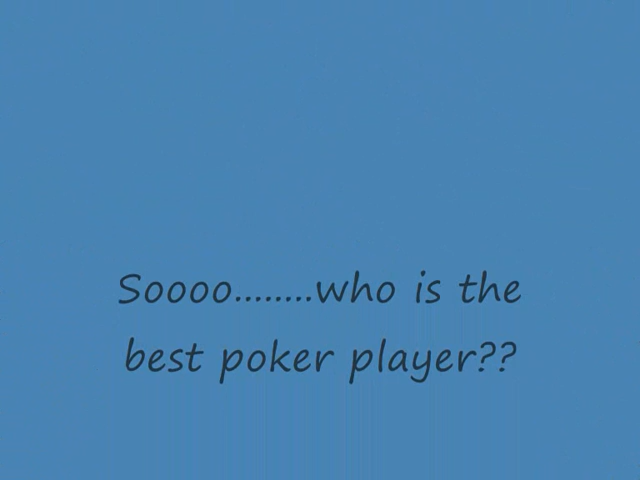 Soooo........who is the
best poker player??